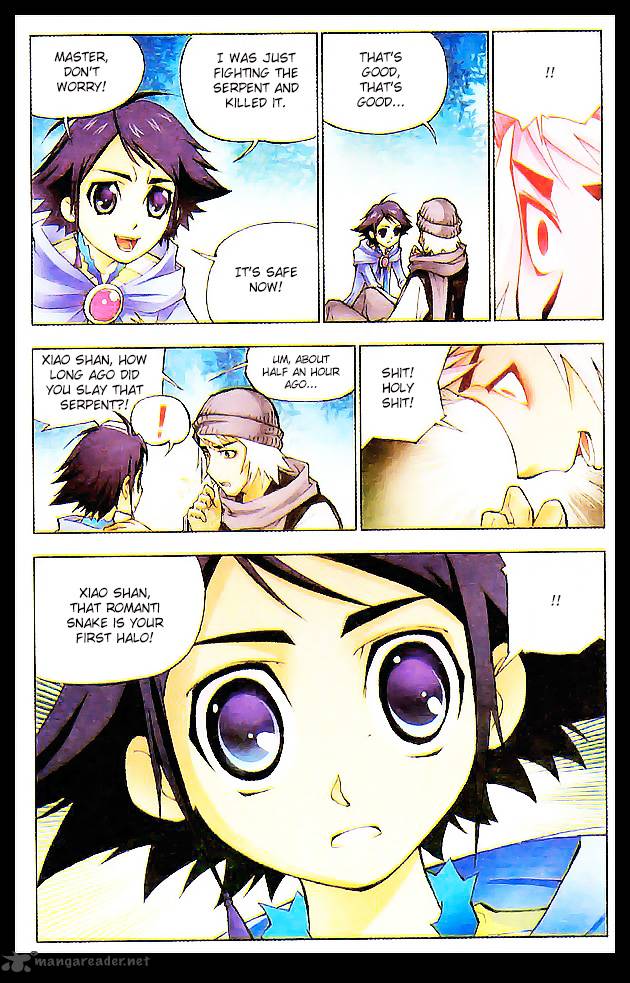 MASTER,
DON'T
WORRY!
I WAS JUST
FIGHTING THE
SERPENT AND
KILLED IT.
IT'S SAFE
NOW!
THAT'S
GOOD,
THAT'S
GOOD...
!!
XIAO SHAN, HOW
LONG AGO DID
YOU SLAY THAT
SERPENT?!
!
UM, ABOUT
HALF AN HOUR
AGO...
SHIT!
HOLY
SHIT!
XIAO SHAN,
THAT ROMANTI
SNAKE IS YOUR
FIRST HALO!
!!
mangareader.net